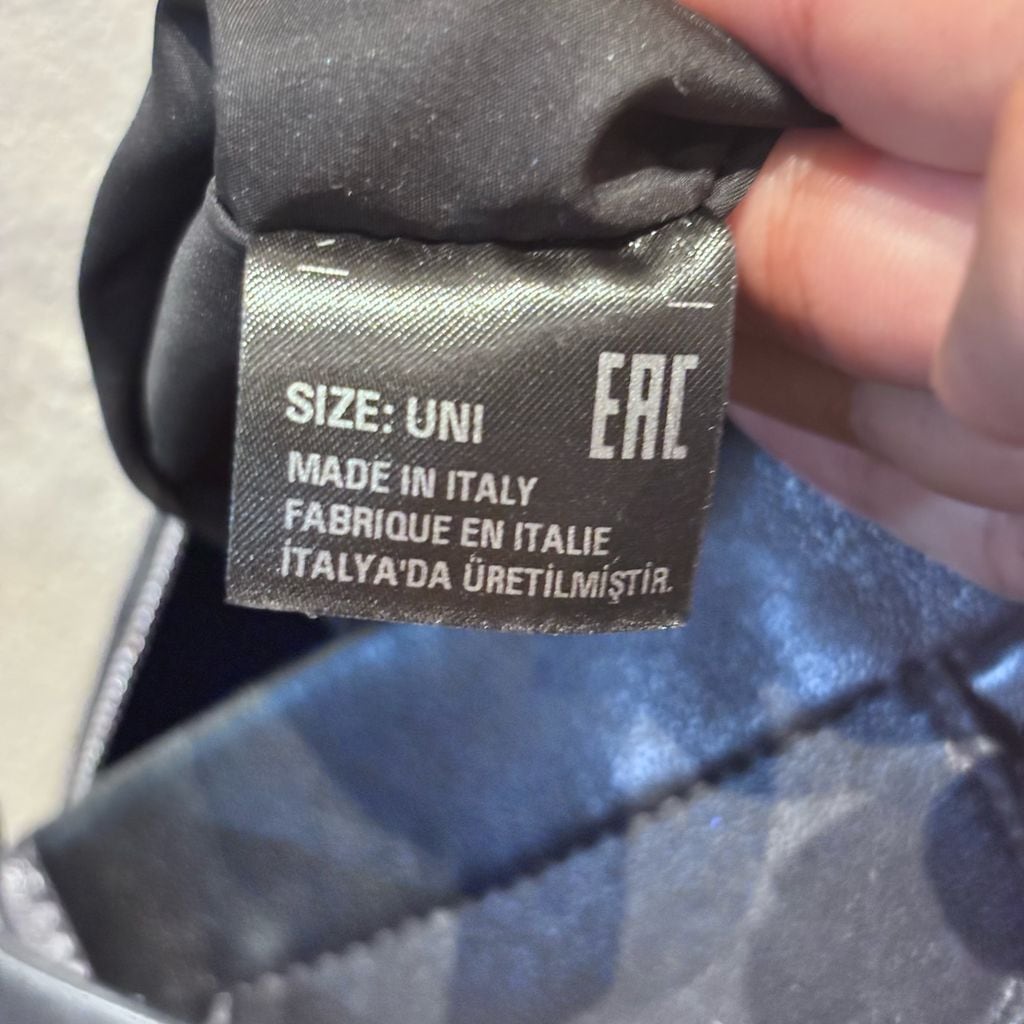 SIZE: UNI
EAC
MADE IN ITALY
FABRIQUE EN ITALIE
İTALYA'DA ÜRETİLMİŞTİR.